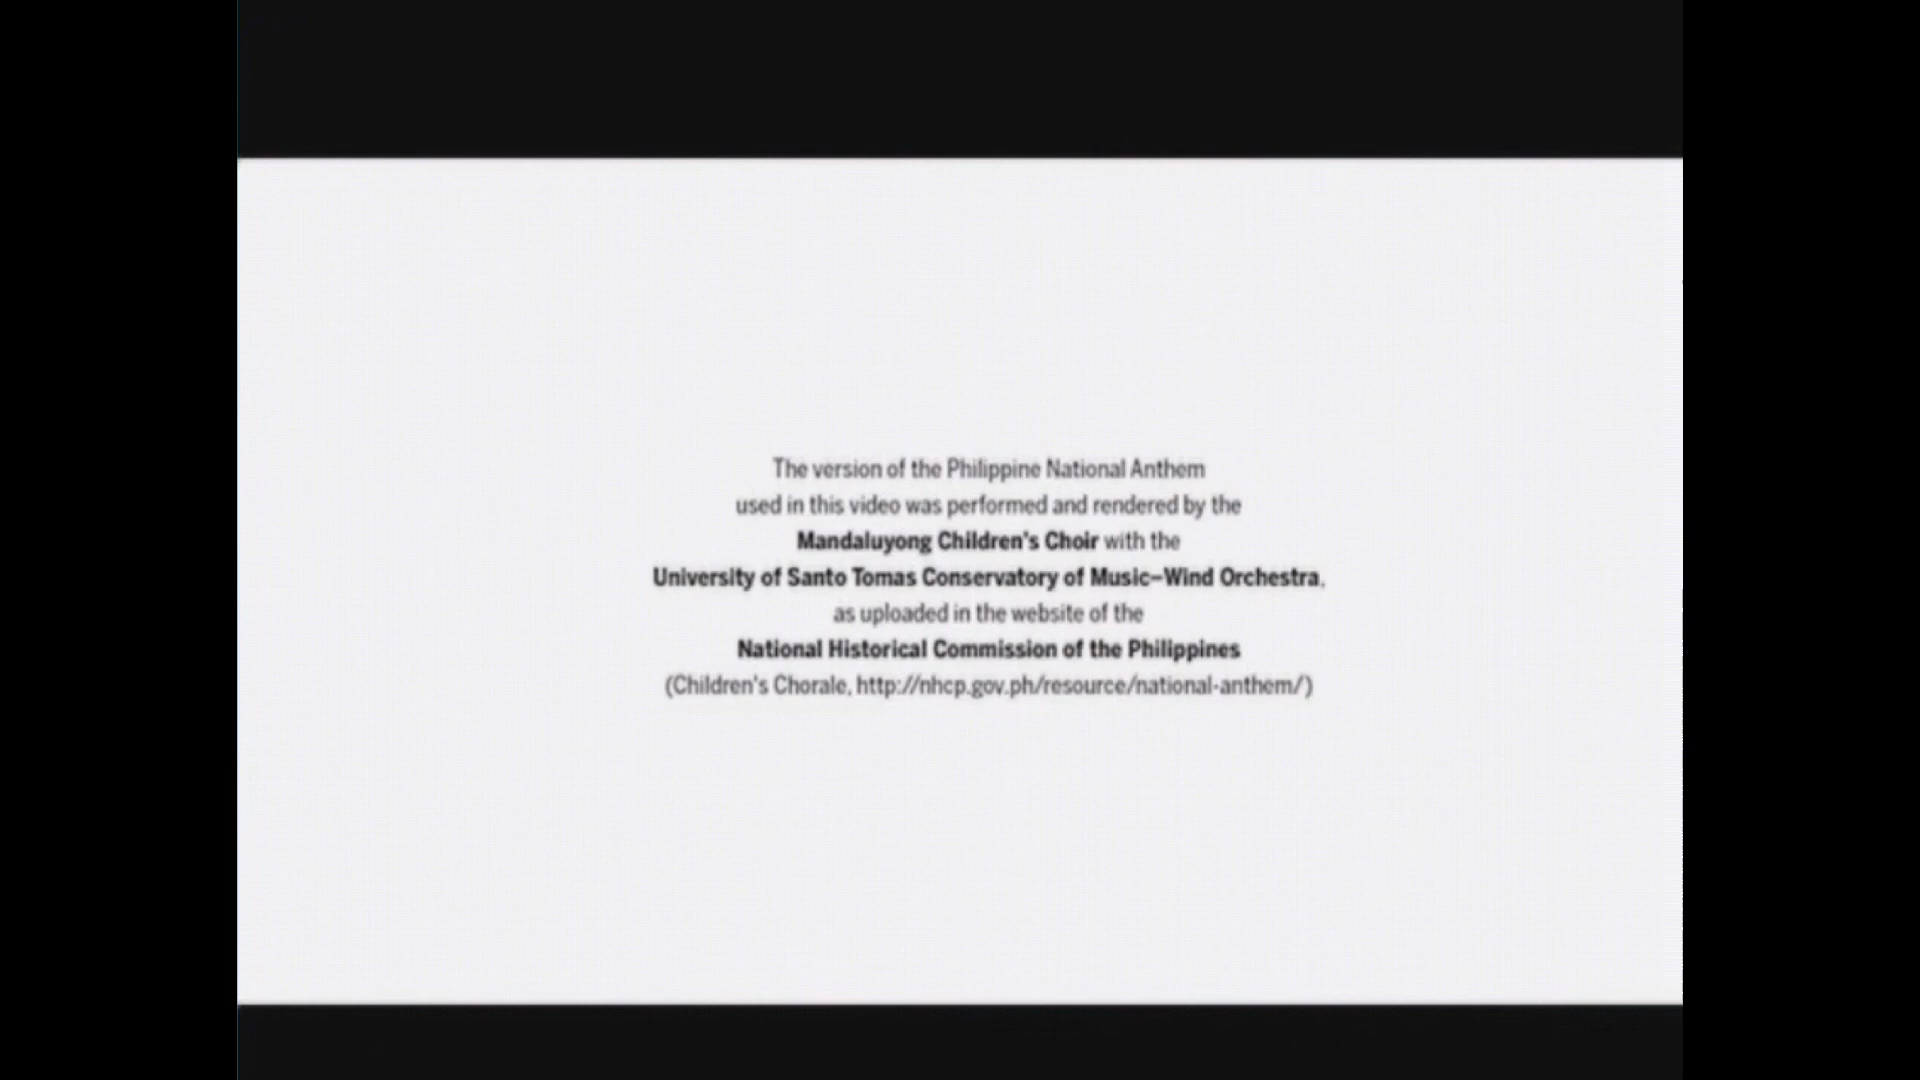 The version of the Philippine National Anthem
used in this video was performed and rendered by the
Mandaluyong Children's Choir with the
University of Santo Tomas Conservatory of Music–Wind Orchestra,
as uploaded in the website of the
National Historical Commission of the Philippines
(Children's Chorale, http://nhcp.gov.ph/resource/national-anthem/)